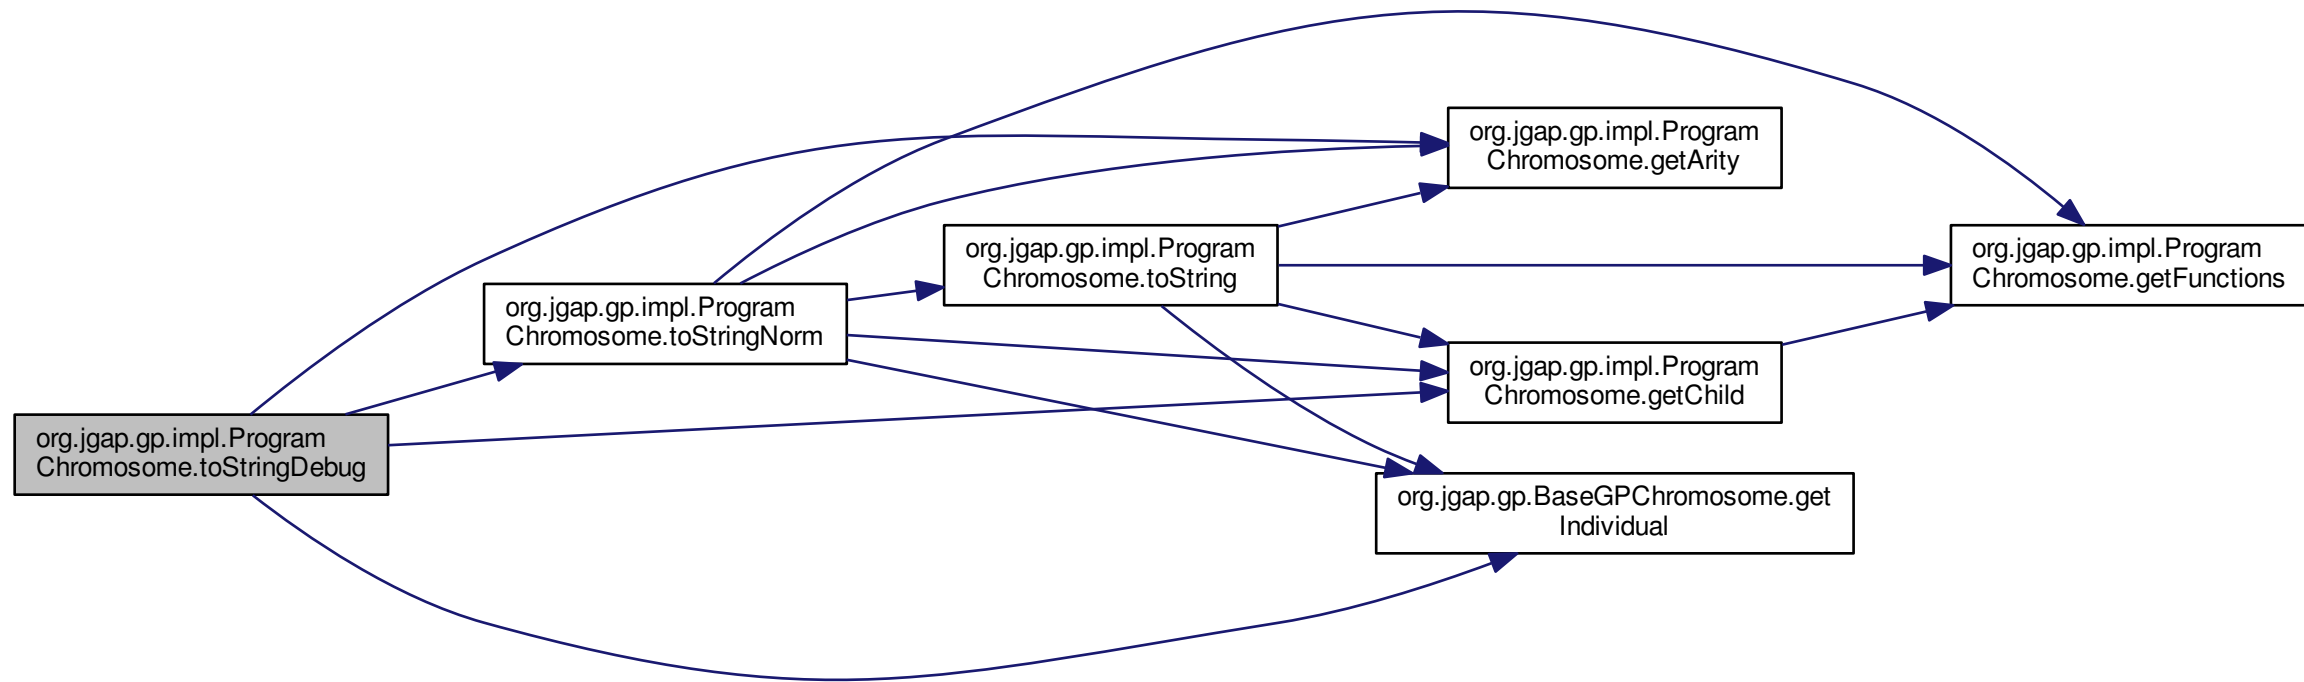 org.jgap.gp.impl.Program
Chromosome.toStringDebug
org.jgap.gp.impl.Program
Chromosome.toStringNorm
org.jgap.gp.impl.Program
Chromosome.toString
org.jgap.gp.impl.Program
Chromosome.getArity
org.jgap.gp.impl.Program
Chromosome.getChild
org.jgap.gp.BaseGPChromosome.get
Individual
org.jgap.gp.impl.Program
Chromosome.getFunctions